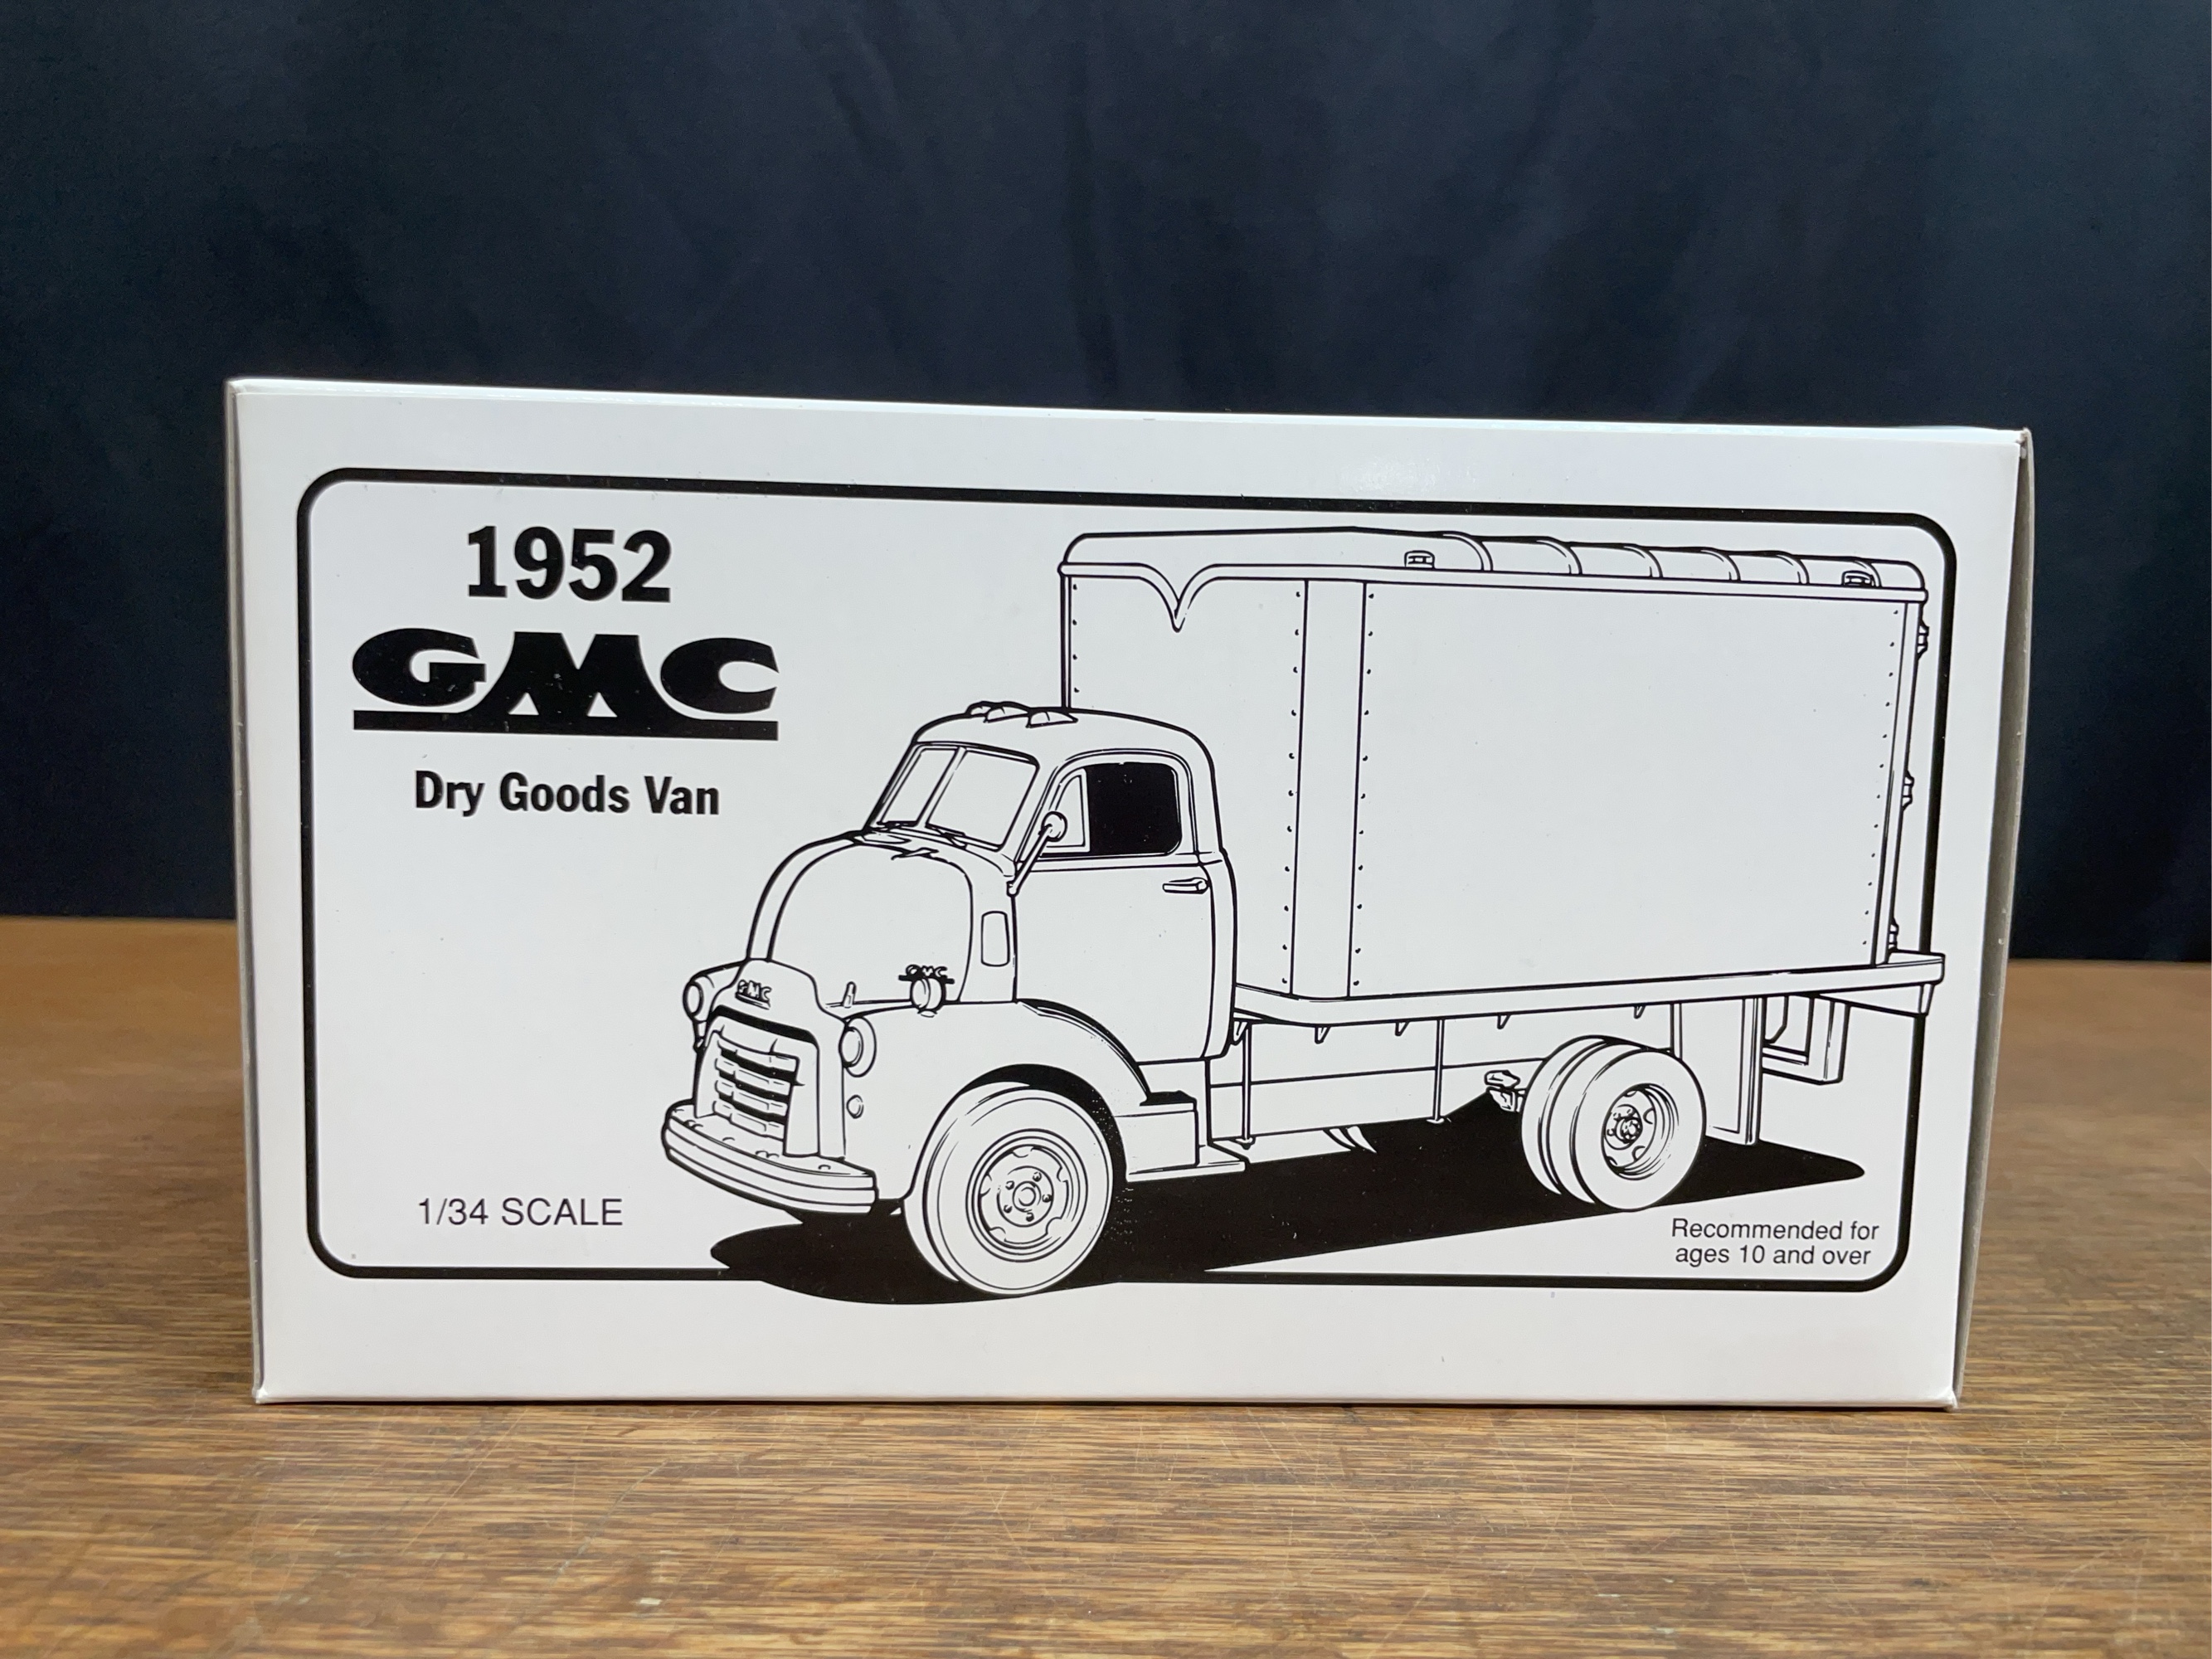 1952
GMC
Dry Goods Van
GMC
GMC
1/34 SCALE
Recommended for
ages 10 and over